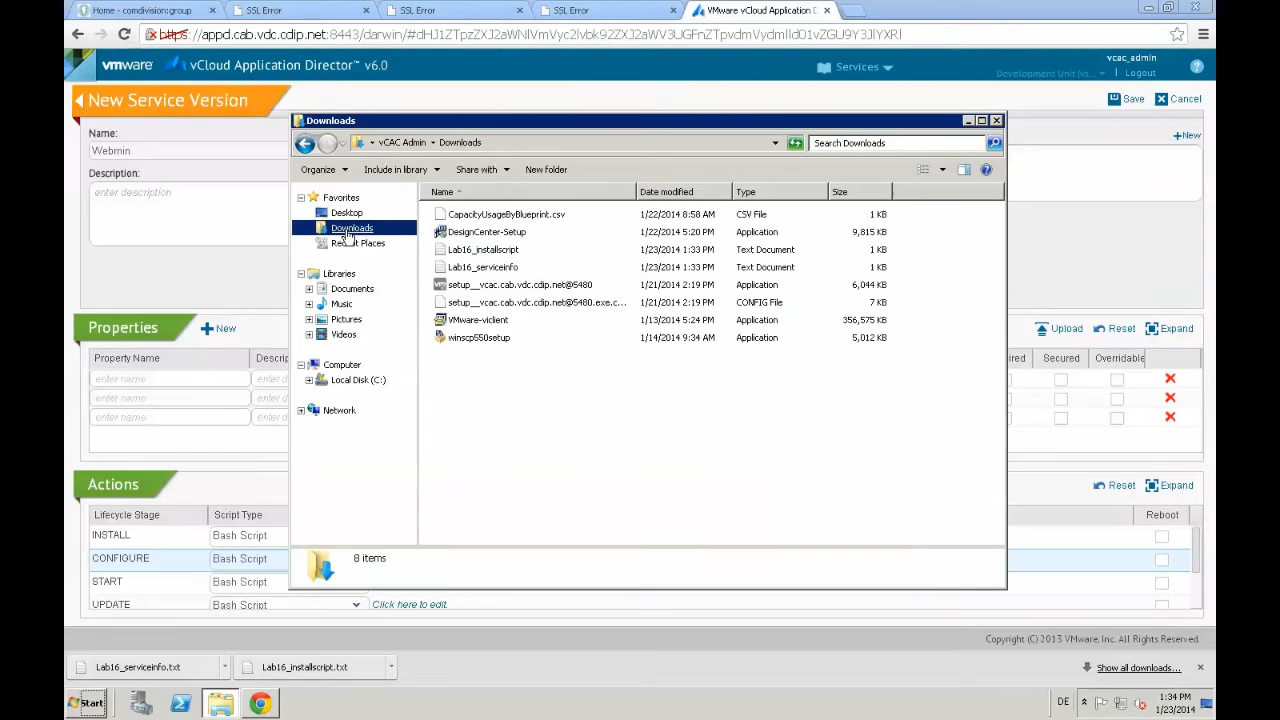 Home - comdivision:group
SSL Error
SSL Error
SSL Error
VMware vCloud Application D
vmware vCloud Application Director™ v6.0
Services
vcac_admin
Logout
New Service Version
Save
Cancel
Name:
Webmin
New
Description:
enter description
Properties
New
Upload
Reset
Expand
Property Name
Secured
Overridable
enter name
enter name
enter name
Actions
Reset
Expand
Lifecycle Stage
Script Type
Reboot
INSTALL
Bash Script
CONFIGURE
Bash Script
START
Bash Script
UPDATE
Bash Script
Click here to edit.
Copyright (C) 2013 VMware, Inc. All Rights Reserved.
Downloads
vCAC Admin
Downloads
Search Downloads
Organize
Include in library
Share with
New folder
Favorites
Desktop
Downloads
Libraries
Documents
Music
Pictures
Videos
Computer
Local Disk (C:)
Network
Name
Date modified
Type
Size
CapacityUsageByBlueprint.csv 1/22/2014 8:58 AM CSV File 1 KB
DesignCenter-Setup 1/22/2014 5:20 PM Application 9,815 KB
Lab16_installscript 1/23/2014 1:33 PM Text Document 1 KB
Lab16_serviceinfo 1/23/2014 1:33 PM Text Document 1 KB
setup__vcac.cab.vdc.cdip.net@5480 1/21/2014 2:19 PM Application 6,044 KB
setup__vcac.cab.vdc.cdip.net@5480.exe.c... 1/21/2014 2:19 PM CONFIG File 7 KB
VMware-viclient 1/13/2014 5:24 PM Application 356,575 KB
winscp550setup 1/14/2014 9:34 AM Application 5,012 KB
8 items
Lab16_serviceinfo.txt
Lab16_installscript.txt
Show all downloads...
Start
DE
1:34 PM
1/23/2014